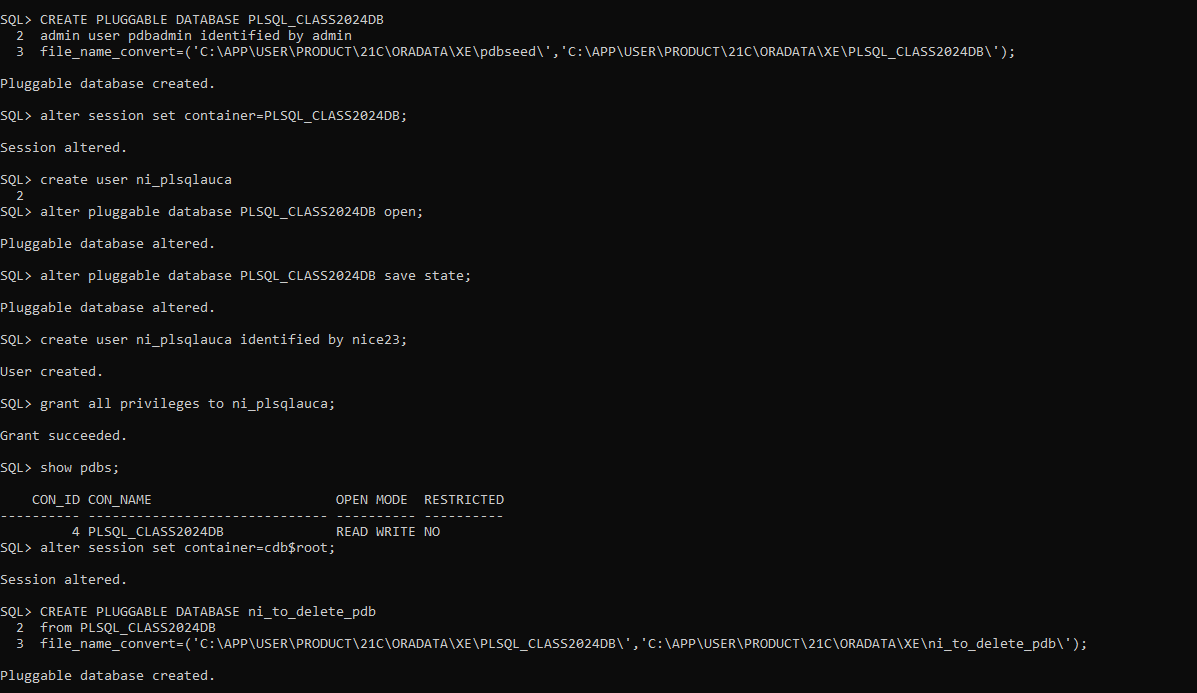 SQL> CREATE PLUGGABLE DATABASE PLSQL_CLASS2024DB
  2  admin user pdbadmin identified by admin
  3  file_name_convert=('C:\APP\USER\PRODUCT\21C\ORADATA\XE\pdbseed\','C:\APP\USER\PRODUCT\21C\ORADATA\XE\PLSQL_CLASS2024DB\');
Pluggable database created.
SQL> alter session set container=PLSQL_CLASS2024DB;
Session altered.
SQL> create user ni_plsqlauca
  2
SQL> alter pluggable database PLSQL_CLASS2024DB open;
Pluggable database altered.
SQL> alter pluggable database PLSQL_CLASS2024DB save state;
Pluggable database altered.
SQL> create user ni_plsqlauca identified by nice23;
User created.
SQL> grant all privileges to ni_plsqlauca;
Grant succeeded.
SQL> show pdbs;
    CON_ID CON_NAME                       OPEN MODE  RESTRICTED
---------- ------------------------------ ---------- ----------
         4 PLSQL_CLASS2024DB              READ WRITE NO
SQL> alter session set container=cdb$root;
Session altered.
SQL> CREATE PLUGGABLE DATABASE ni_to_delete_pdb
  2  from PLSQL_CLASS2024DB
  3  file_name_convert=('C:\APP\USER\PRODUCT\21C\ORADATA\XE\PLSQL_CLASS2024DB\','C:\APP\USER\PRODUCT\21C\ORADATA\XE\ni_to_delete_pdb\');
Pluggable database created.